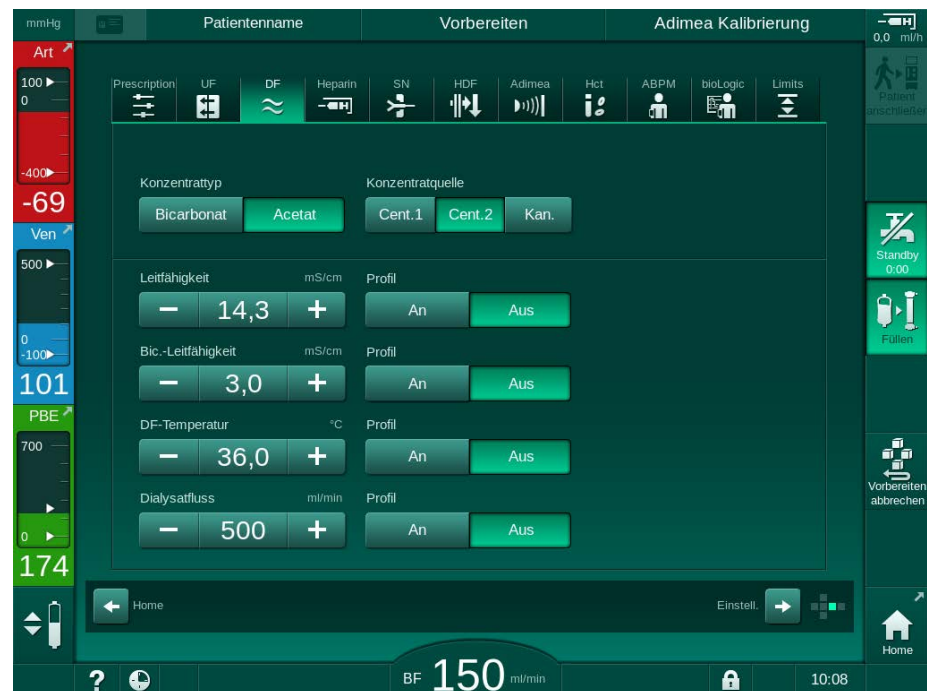 mmHg
Patientenname
Vorbereiten
Adimea Kalibrierung
0,0 ml/h
Art
100
0
-400
-69
Ven
500
0
-100
101
PBE
700
0
174
Prescription UF DF Heparin SN HDF Adimea Hct ABPM bioLogic Limits
Konzentrattyp Konzentratquelle
Bicarbonat Acetat Cent.1 Cent.2 Kan.
Leitfähigkeit mS/cm Profil
− 14,3 + An Aus
Bic.-Leitfähigkeit mS/cm Profil
− 3,0 + An Aus
DF-Temperatur °C Profil
− 36,0 + An Aus
Dialysatfluss ml/min Profil
− 500 + An Aus
Home Einstell.
Patient
anschließen
Standby
0:00
Füllen
Vorbereiten
abbrechen
Home
? BF 150 ml/min 10:08